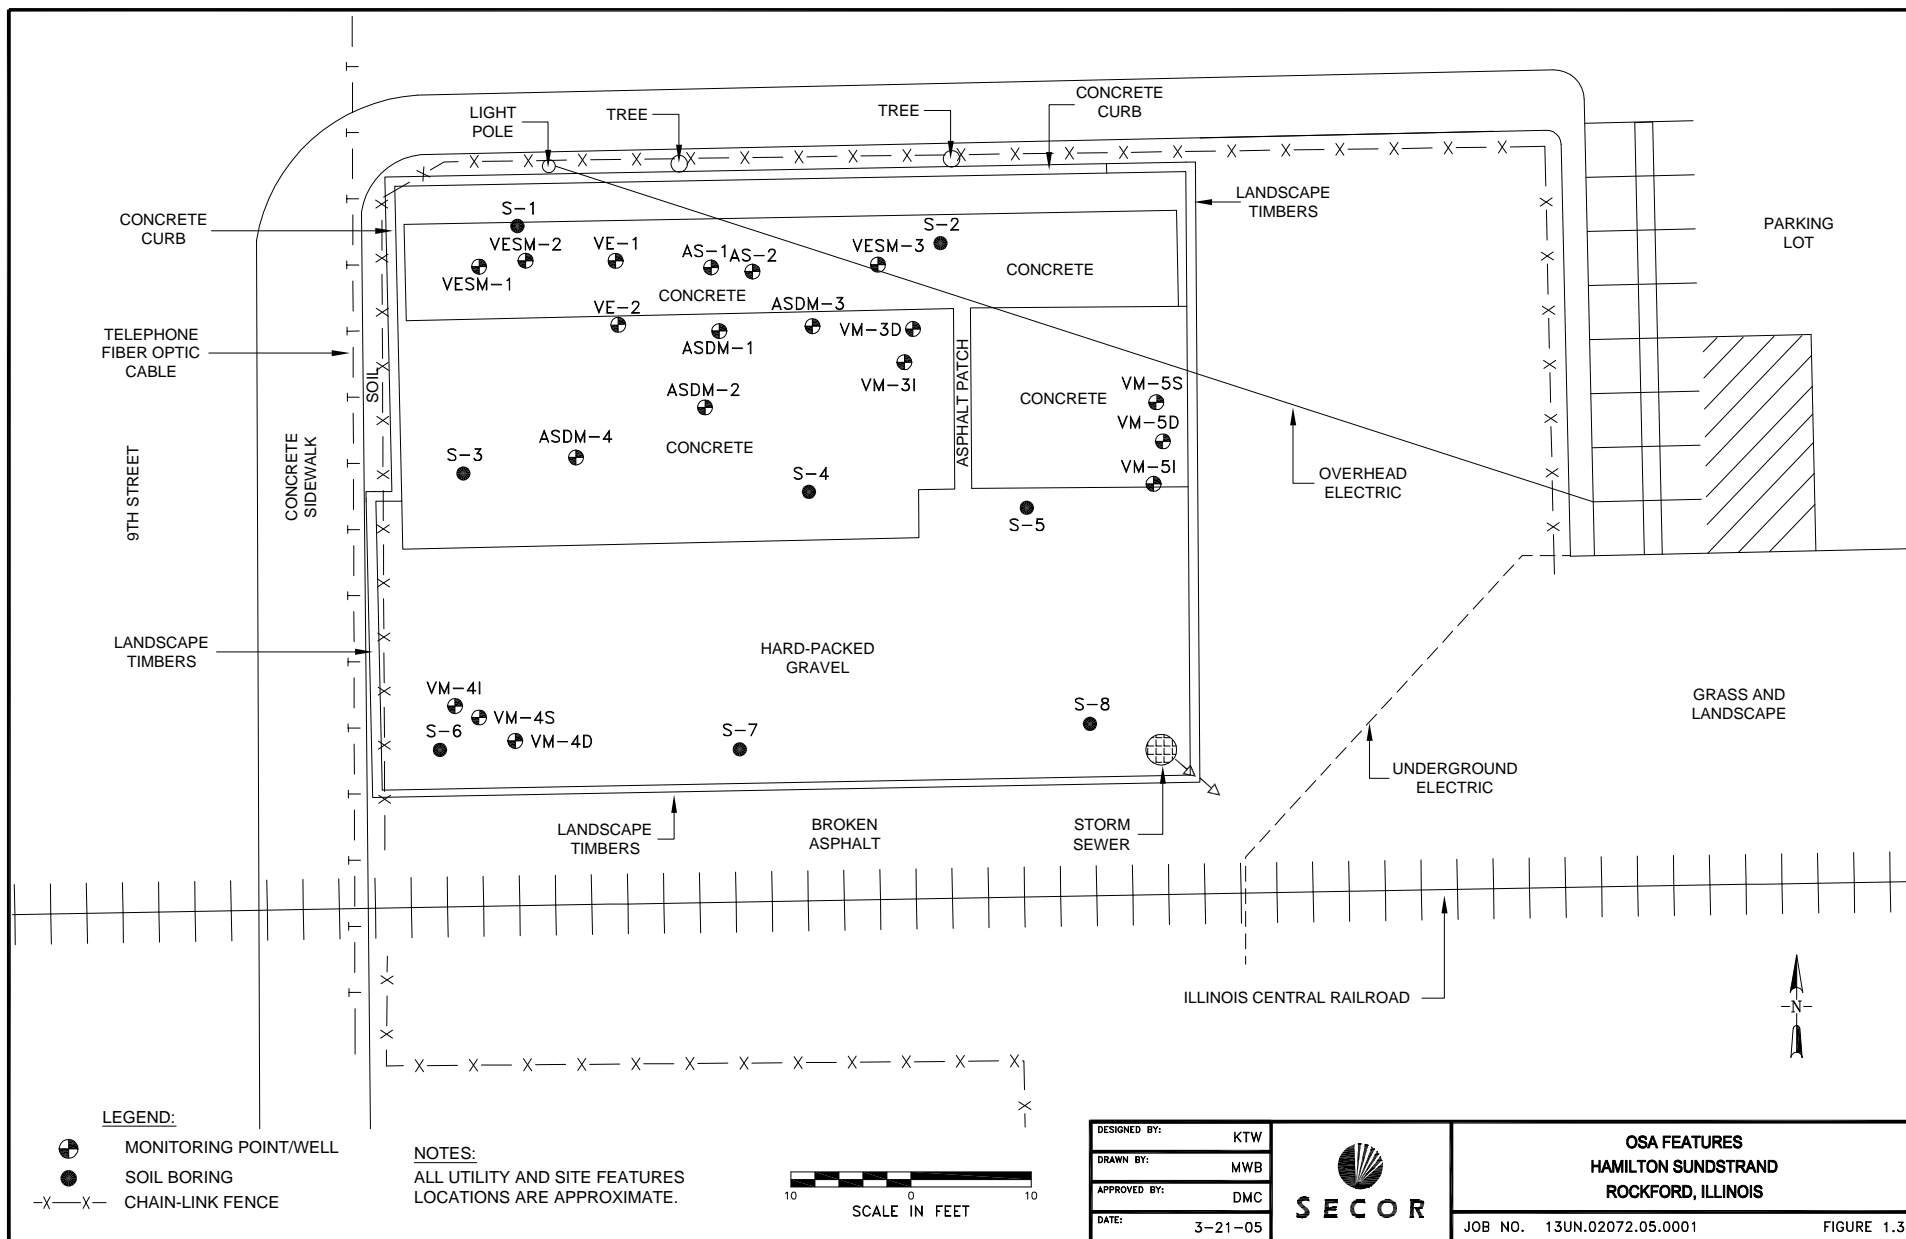 CONCRETE
CURB
LIGHT
POLE
TREE
TREE
CONCRETE
CURB
LANDSCAPE
TIMBERS
PARKING
LOT
S-1
S-2
VESM-2
VE-1
AS-1
AS-2
VESM-3
VESM-1
CONCRETE
CONCRETE
VE-2
ASDM-3
VM-3D
ASDM-1
VM-3I
TELEPHONE
FIBER OPTIC
CABLE
SOIL
ASPHALT PATCH
ASDM-2
CONCRETE
VM-5S
VM-5D
VM-5I
ASDM-4
CONCRETE
S-3
S-4
S-5
9TH STREET
CONCRETE
SIDEWALK
OVERHEAD
ELECTRIC
LANDSCAPE
TIMBERS
HARD-PACKED
GRAVEL
GRASS AND
LANDSCAPE
VM-4I
VM-4S
S-6
VM-4D
S-7
S-8
UNDERGROUND
ELECTRIC
LANDSCAPE
TIMBERS
BROKEN
ASPHALT
STORM
SEWER
ILLINOIS CENTRAL RAILROAD
N
LEGEND:
MONITORING POINT/WELL
SOIL BORING
-X-X- CHAIN-LINK FENCE
NOTES:
ALL UTILITY AND SITE FEATURES
LOCATIONS ARE APPROXIMATE.
10 0 10
SCALE IN FEET
DESIGNED BY: KTW
DRAWN BY: MWB
APPROVED BY: DMC
DATE: 3-21-05
SECOR
OSA FEATURES
HAMILTON SUNDSTRAND
ROCKFORD, ILLINOIS
JOB NO. 13UN.02072.05.0001 FIGURE 1.3